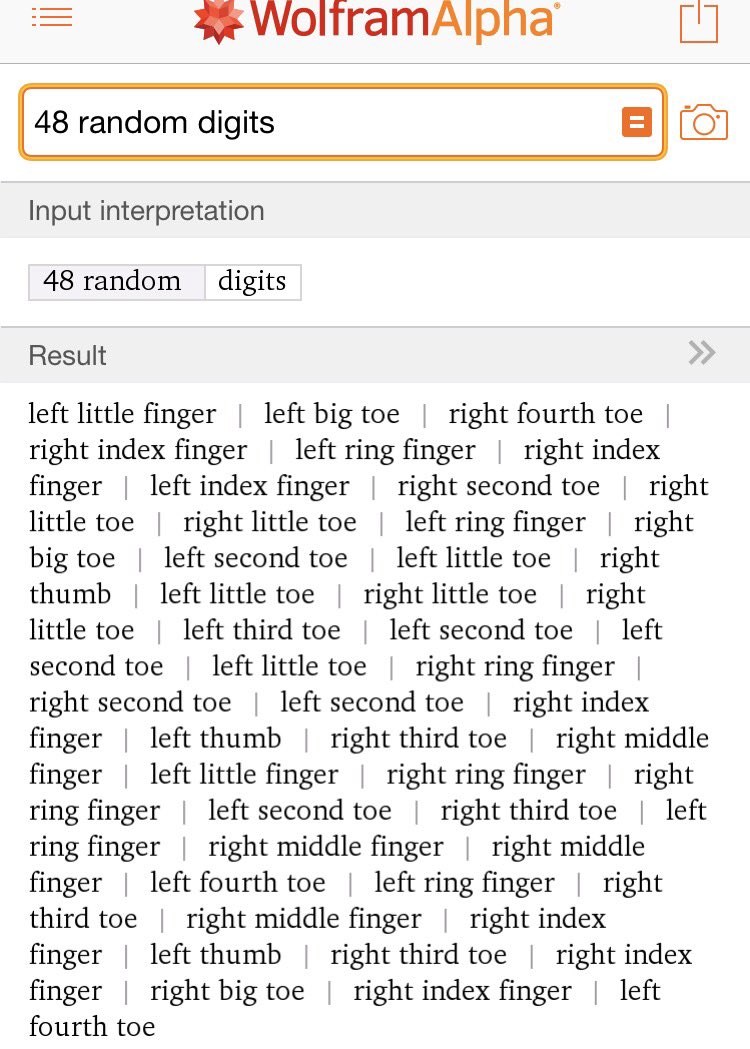 WolframAlpha
48 random digits
Input interpretation
48 random | digits
Result
left little finger | left big toe | right fourth toe |
right index finger | left ring finger | right index
finger | left index finger | right second toe | right
little toe | right little toe | left ring finger | right
big toe | left second toe | left little toe | right
thumb | left little toe | right little toe | right
little toe | left third toe | left second toe | left
second toe | left little toe | right ring finger |
right second toe | left second toe | right index
finger | left thumb | right third toe | right middle
finger | left little finger | right ring finger | right
ring finger | left second toe | right third toe | left
ring finger | right middle finger | right middle
finger | left fourth toe | left ring finger | right
third toe | right middle finger | right index
finger | left thumb | right third toe | right index
finger | right big toe | right index finger | left
fourth toe